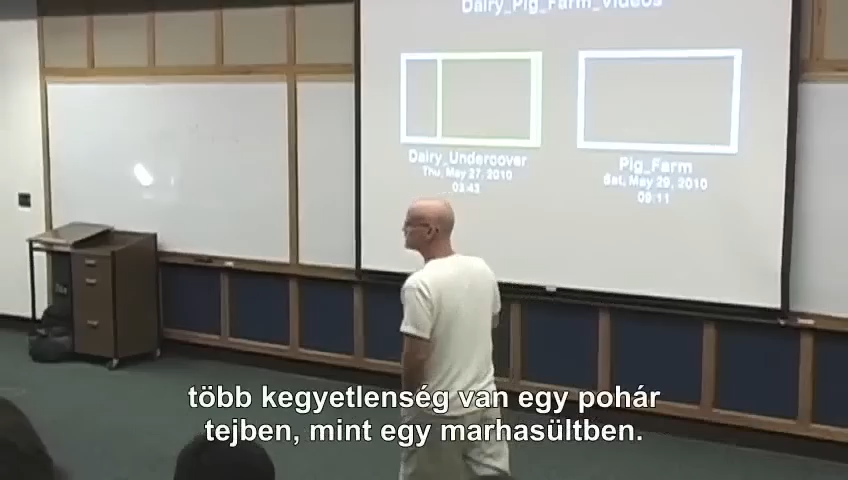 Dairy_Pig_Farm_Videos
Dairy_Undercover
Thu, May 27, 2010
03:43
Pig_Farm
Sat, May 29, 2010
09:11
több kegyetlenség van egy pohár
tejben, mint egy marhasültben.